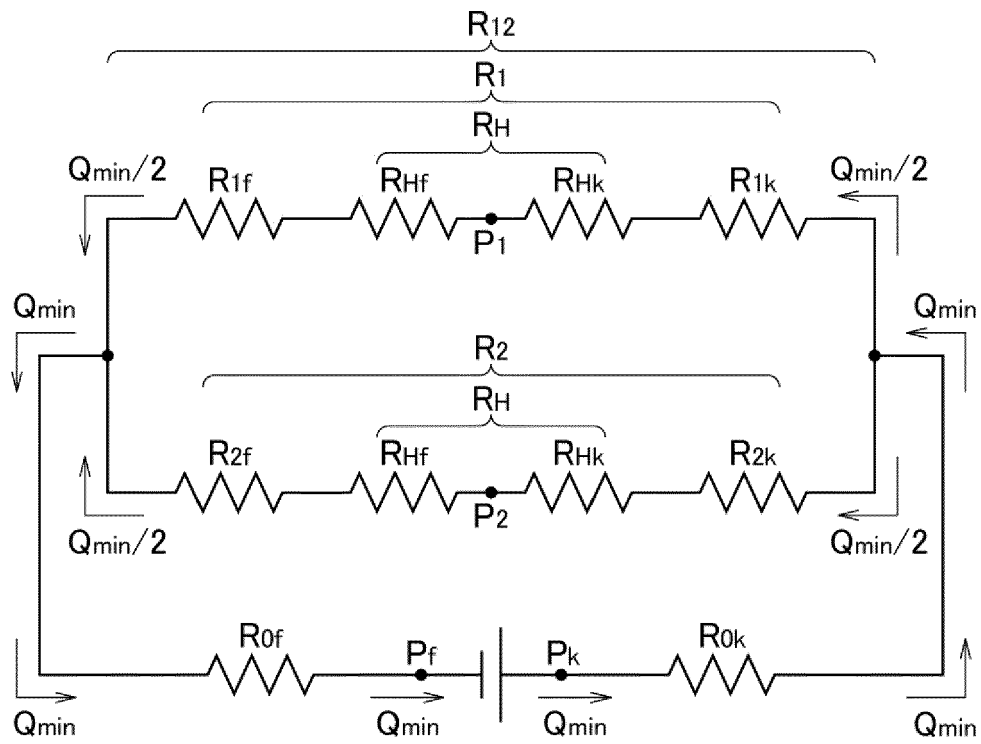 R12
R1
RH
Qmin/2 R1f RHf RHk R1k Qmin/2
P1
Qmin Qmin
R2
RH
R2f RHf RHk R2k
P2
Qmin/2 Qmin/2
R0f Pf Pk R0k
Qmin Qmin Qmin Qmin